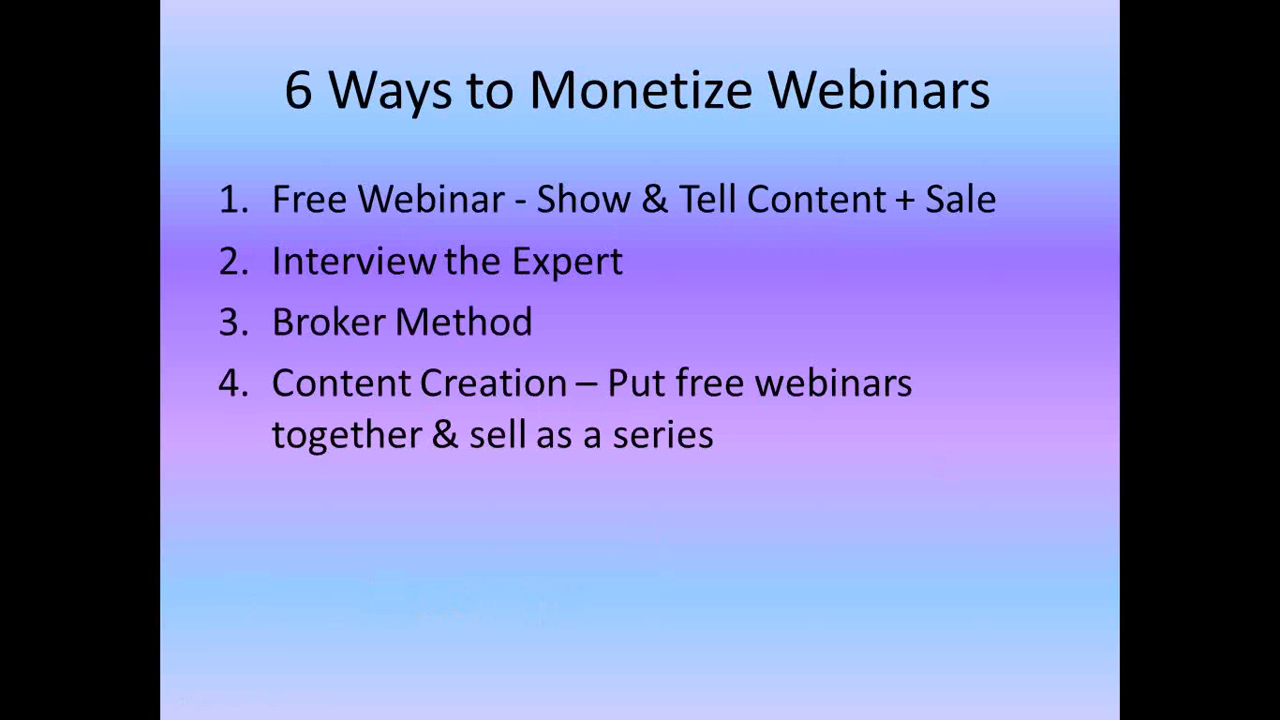 6 Ways to Monetize Webinars
1. Free Webinar - Show & Tell Content + Sale
2. Interview the Expert
3. Broker Method
4. Content Creation – Put free webinars
together & sell as a series